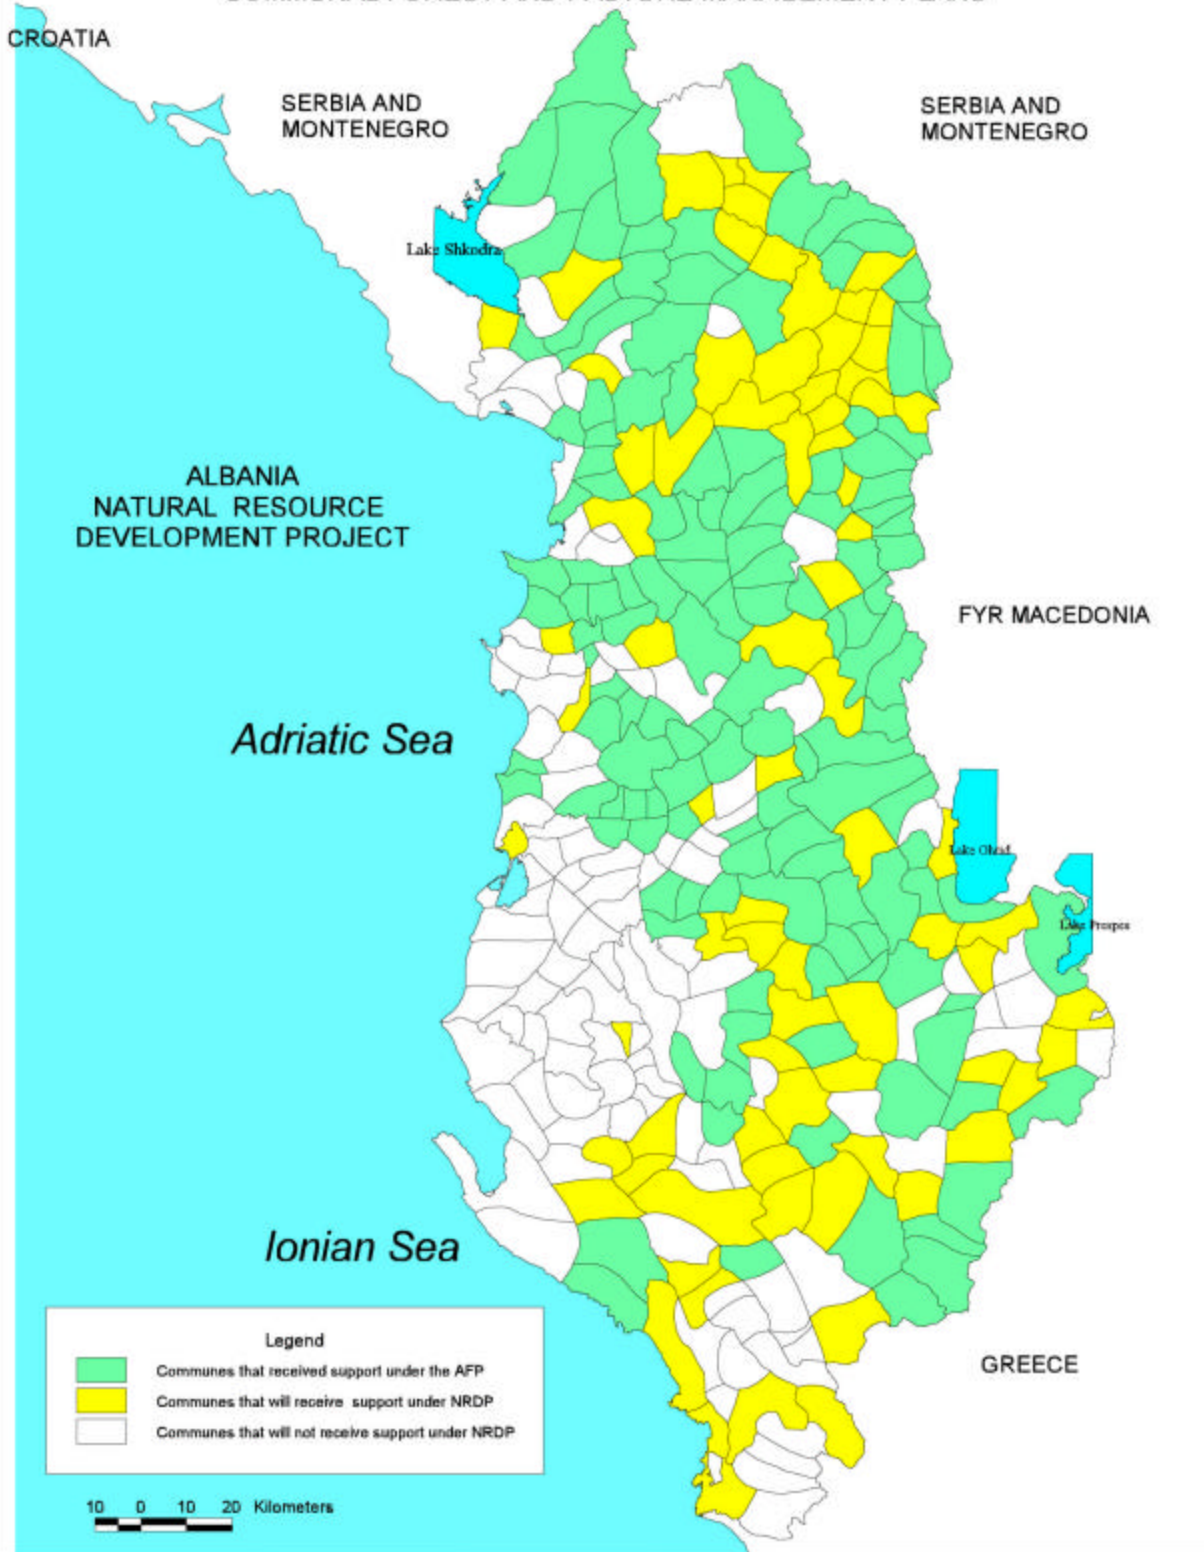 CROATIA
SERBIA AND
MONTENEGRO
SERBIA AND
MONTENEGRO
Lake Shkodra
ALBANIA
NATURAL RESOURCE
DEVELOPMENT PROJECT
FYR MACEDONIA
Adriatic Sea
Lake Ohrid
Lake Prespes
Ionian Sea
Legend
Communes that received support under the AFP
Communes that will receive support under NRDP
Communes that will not receive support under NRDP
GREECE
10 0 10 20 Kilometers